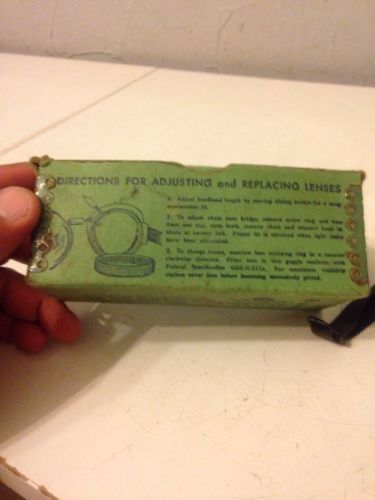 DIRECTIONS FOR ADJUSTING and REPLACING LENSES
1. Adjust headband length by moving sliding buckle for a snug
comfortable fit.
2. To adjust chain nose bridge, remove screw ring and lens
from one cup, open hook, remove chain and reinsert hook in
chain at correct link. Proper fit is obtained when light leaks
have been eliminated.
3. To change lenses, unscrew lens retaining ring in a counter
clockwise direction. Filter lens in this goggle conforms with
Federal Specification GGG-G-511a. For maximum visibility
replace cover lens before becoming excessively pitted.